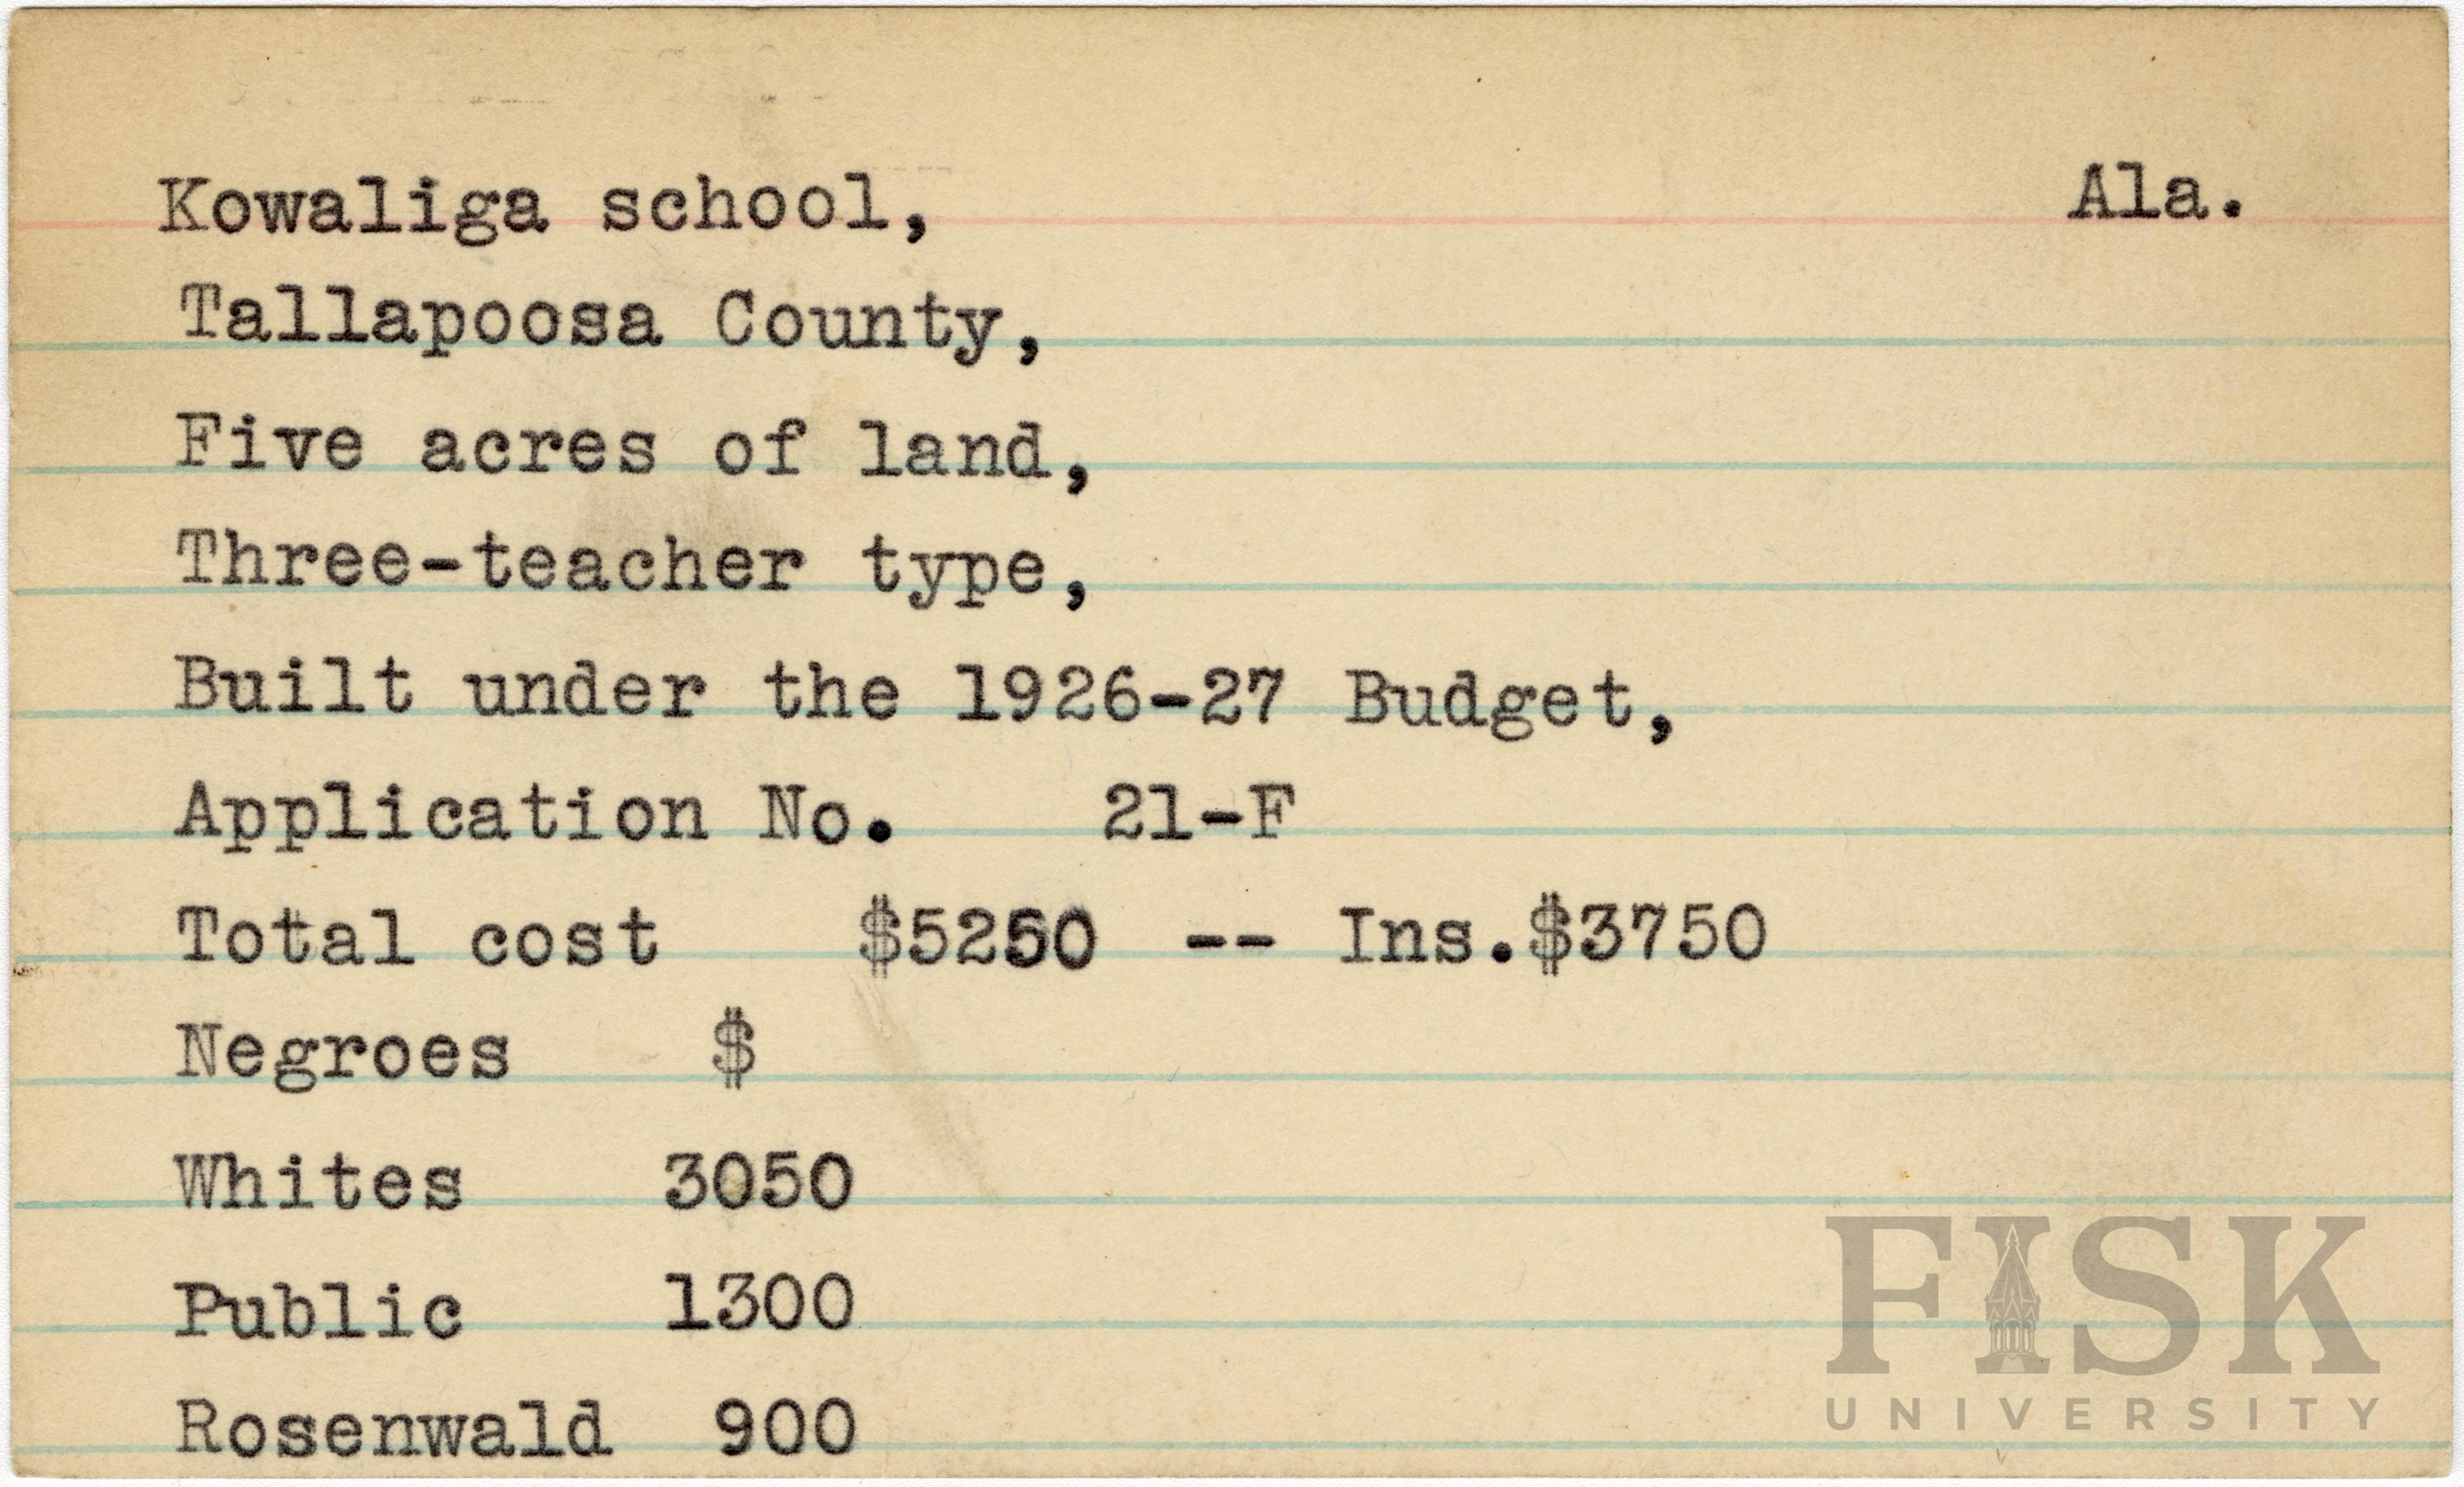 Kowaliga school, Ala.
Tallapoosa County,
Five acres of land,
Three-teacher type,
Built under the 1926-27 Budget,
Application No. 21-F
Total cost $5250 -- Ins.$3750
Negroes $
Whites 3050
Public 1300
Rosenwald 900
FISK
UNIVERSITY